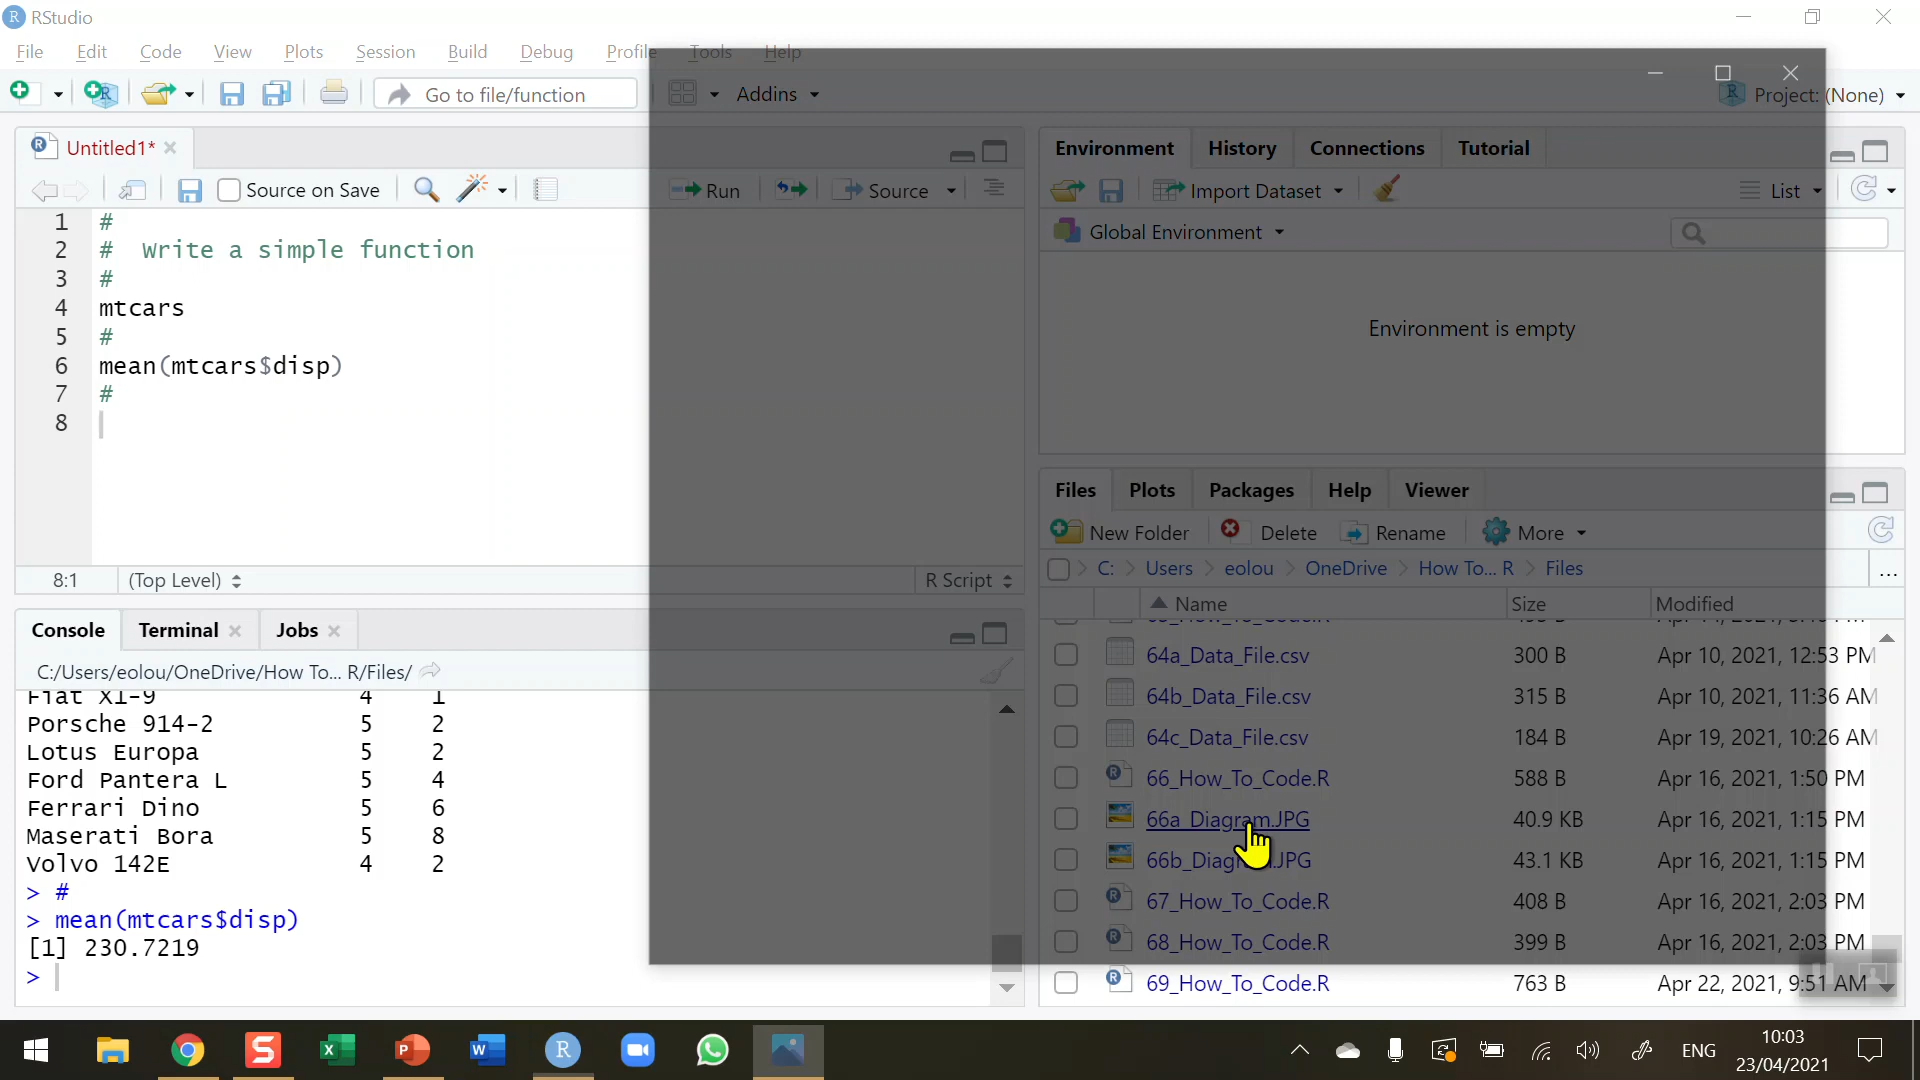 RStudio
File Edit Code View Plots Session Build Debug Profile Tools Help
Go to file/function Addins Project: (None)
Untitled1*
Source on Save Run Source
1 #
2 # Write a simple function
3 #
4 mtcars
5 #
6 mean(mtcars$disp)
7 #
8
8:1 (Top Level) R Script
Console Terminal Jobs
C:/Users/eolou/OneDrive/How To... R/Files/
Fiat X1-9 4 1
Porsche 914-2 5 2
Lotus Europa 5 2
Ford Pantera L 5 4
Ferrari Dino 5 6
Maserati Bora 5 8
Volvo 142E 4 2
> #
> mean(mtcars$disp)
[1] 230.7219
>
Environment History Connections Tutorial
Import Dataset List
Global Environment
Environment is empty
Files Plots Packages Help Viewer
New Folder Delete Rename More
C: Users eolou OneDrive How To... R Files ...
Name Size Modified
64a_Data_File.csv 300 B Apr 10, 2021, 12:53 PM
64b_Data_File.csv 315 B Apr 10, 2021, 11:36 AM
64c_Data_File.csv 184 B Apr 19, 2021, 10:26 AM
66_How_To_Code.R 588 B Apr 16, 2021, 1:50 PM
66a_Diagram.JPG 40.9 KB Apr 16, 2021, 1:15 PM
43.1 KB Apr 16, 2021, 1:15 PM
67_How_To_Code.R 408 B Apr 16, 2021, 2:03 PM
68_How_To_Code.R 399 B Apr 16, 2021, 2:03 PM
69_How_To_Code.R 763 B Apr 22, 2021, 9:51 AM
ENG
10:03
23/04/2021